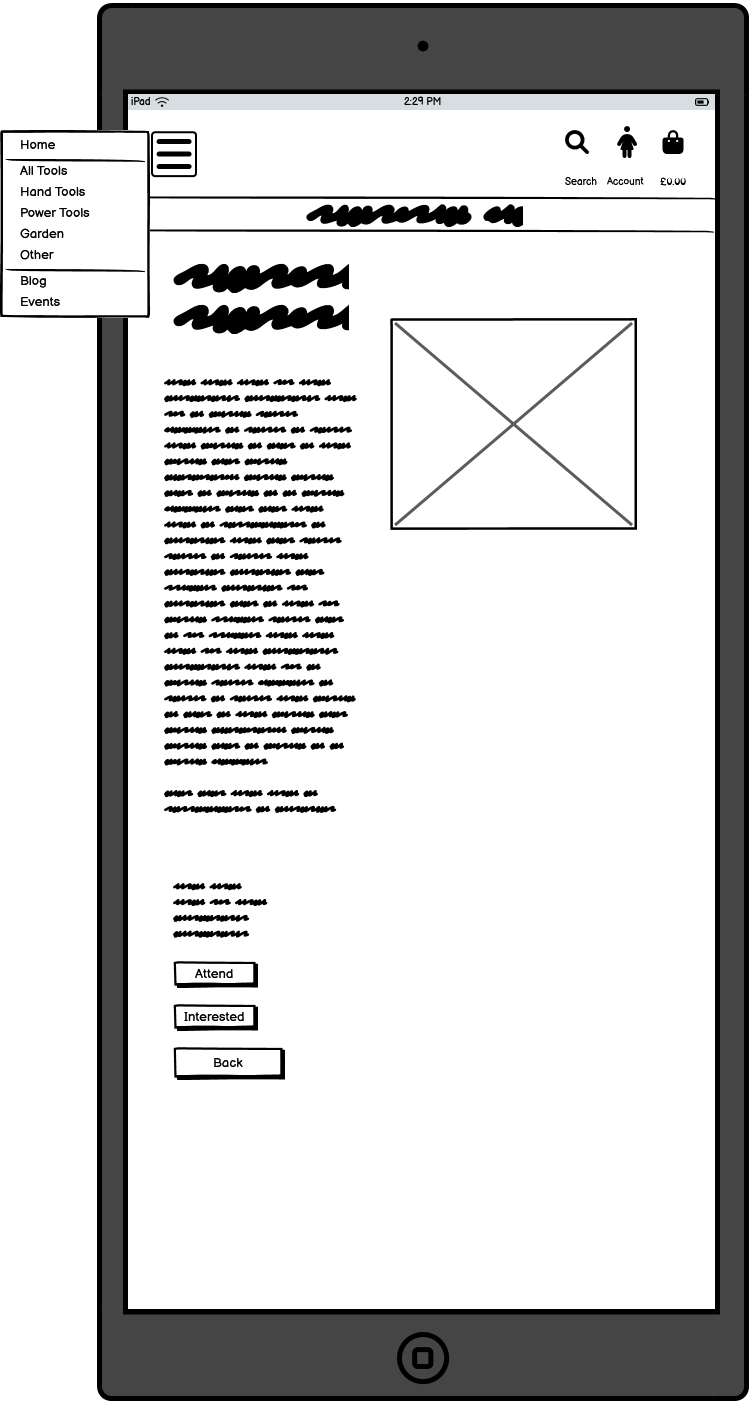 iPad
2:29 PM
Home
All Tools
Hand Tools
Power Tools
Garden
Other
Blog
Events
Search
Account
£0.00
Attend
Interested
Back